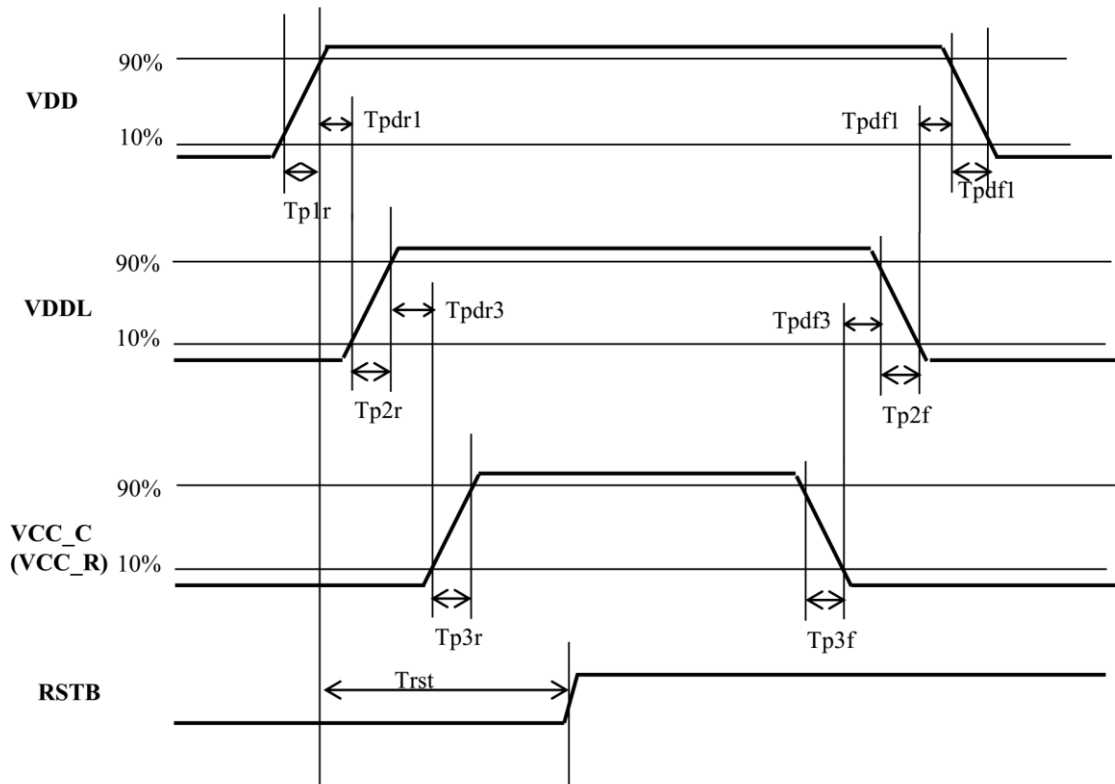 90%
VDD
Tpdr1
Tpdf1
10%
Tp1r
Tpdf1
90%
VDDL
Tpdr3
Tpdf3
10%
Tp2r
Tp2f
90%
VCC_C
(VCC_R)
10%
Tp3r
Tp3f
RSTB
Trst